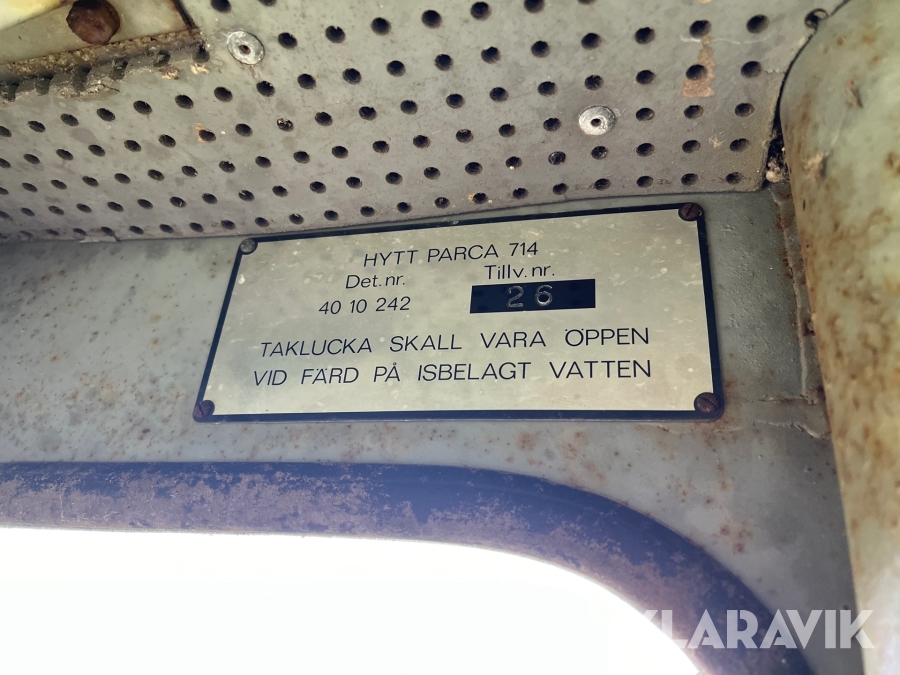 HYTT PARCA 714
Det.nr. Tillv.nr.
40 10 242 26
TAKLUCKA SKALL VARA ÖPPEN
VID FÄRD PÅ ISBELAGT VATTEN
KLARAVIK